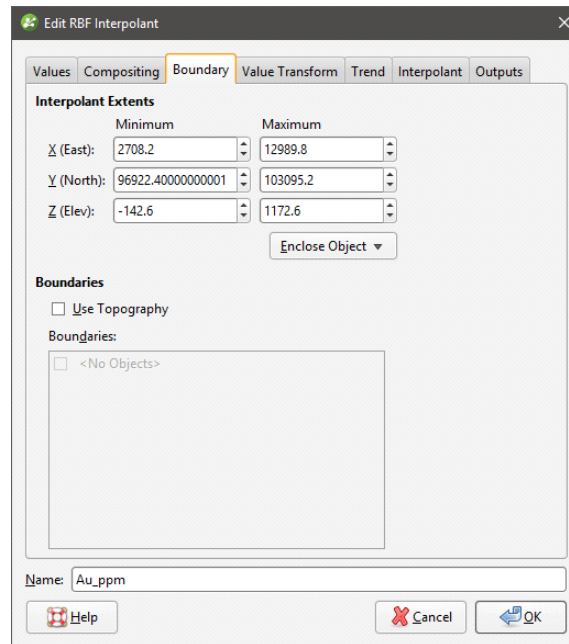 Edit RBF Interpolant
Values Compositing Boundary Value Transform Trend Interpolant Outputs
Interpolant Extents
Minimum Maximum
X (East): 2708.2 12989.8
Y (North): 96922.40000000001 103095.2
Z (Elev): -142.6 1172.6
Enclose Object
Boundaries
Use Topography
Boundaries:
<No Objects>
Name: Au_ppm
Help Cancel OK